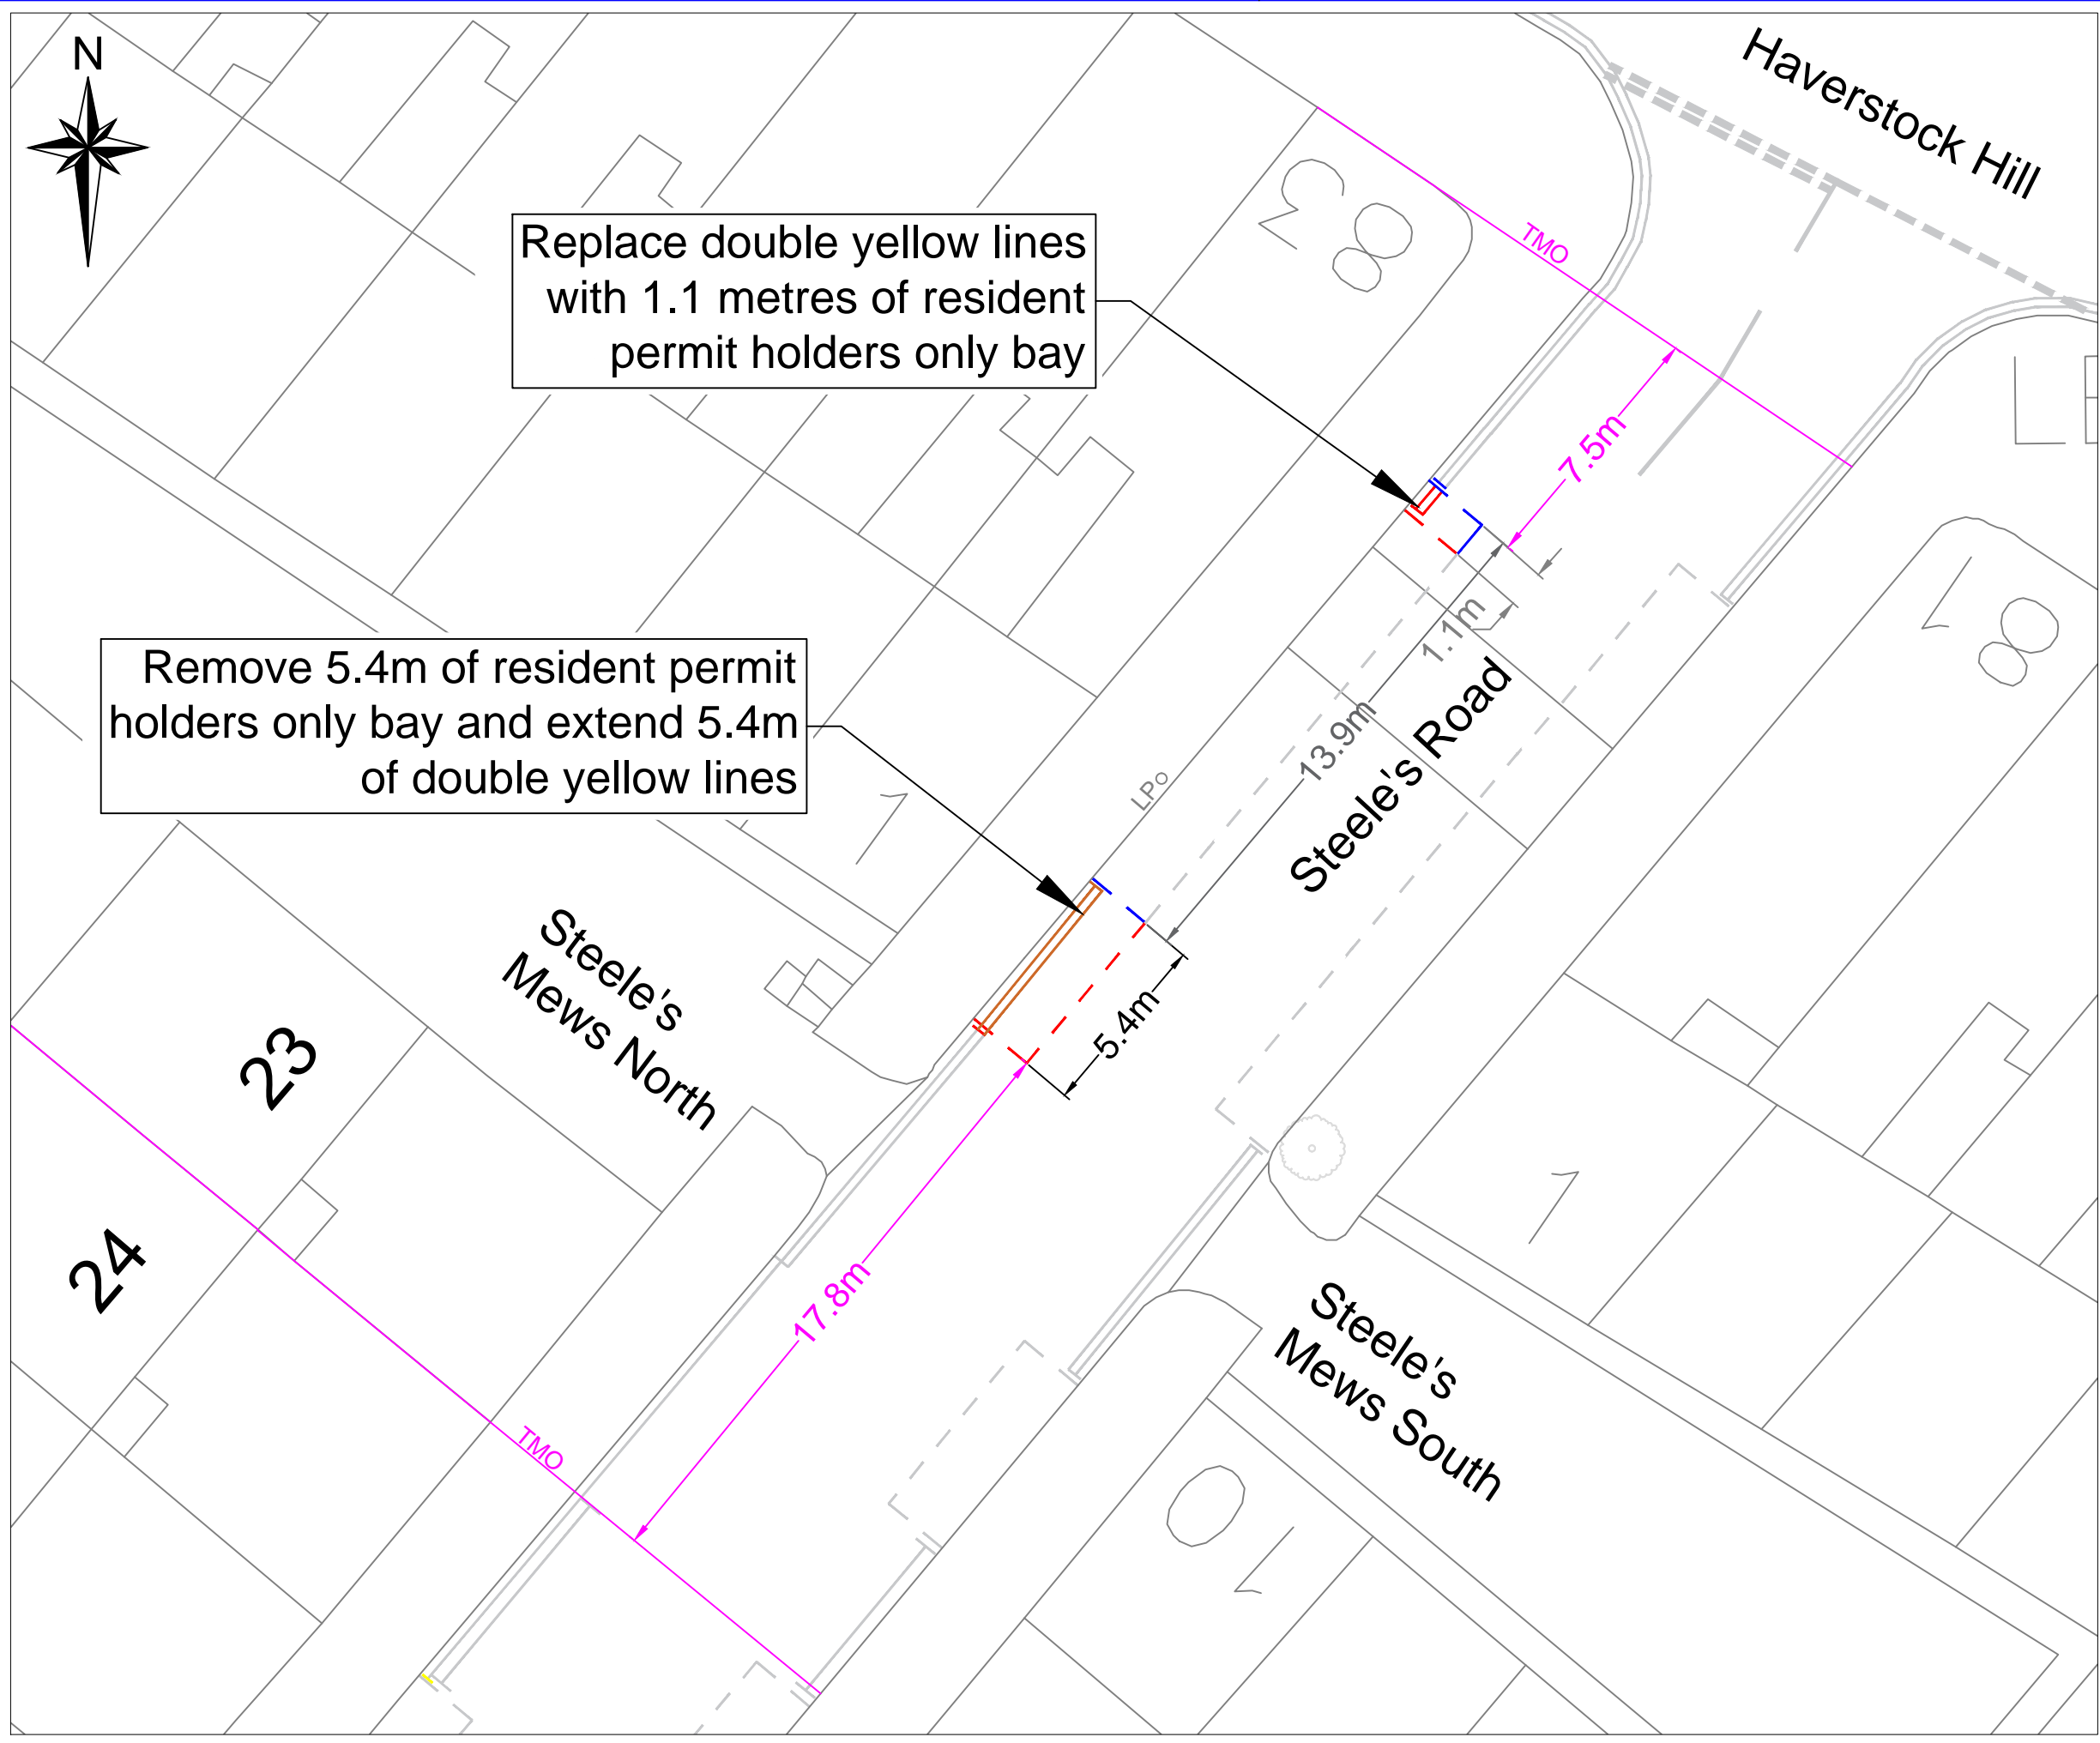 N
Haverstock Hill
83
TMO
Replace double yellow lines
with 1.1 metres of resident
permit holders only bay
7.5m
1.1m
81
Remove 5.4m of resident permit
holders only bay and extend 5.4m
of double yellow lines
13.9m
Steele's Road
LP
1
Steele's
Mews North
5.4m
23
24
1
17.8m
Steele's
Mews South
TMO
10